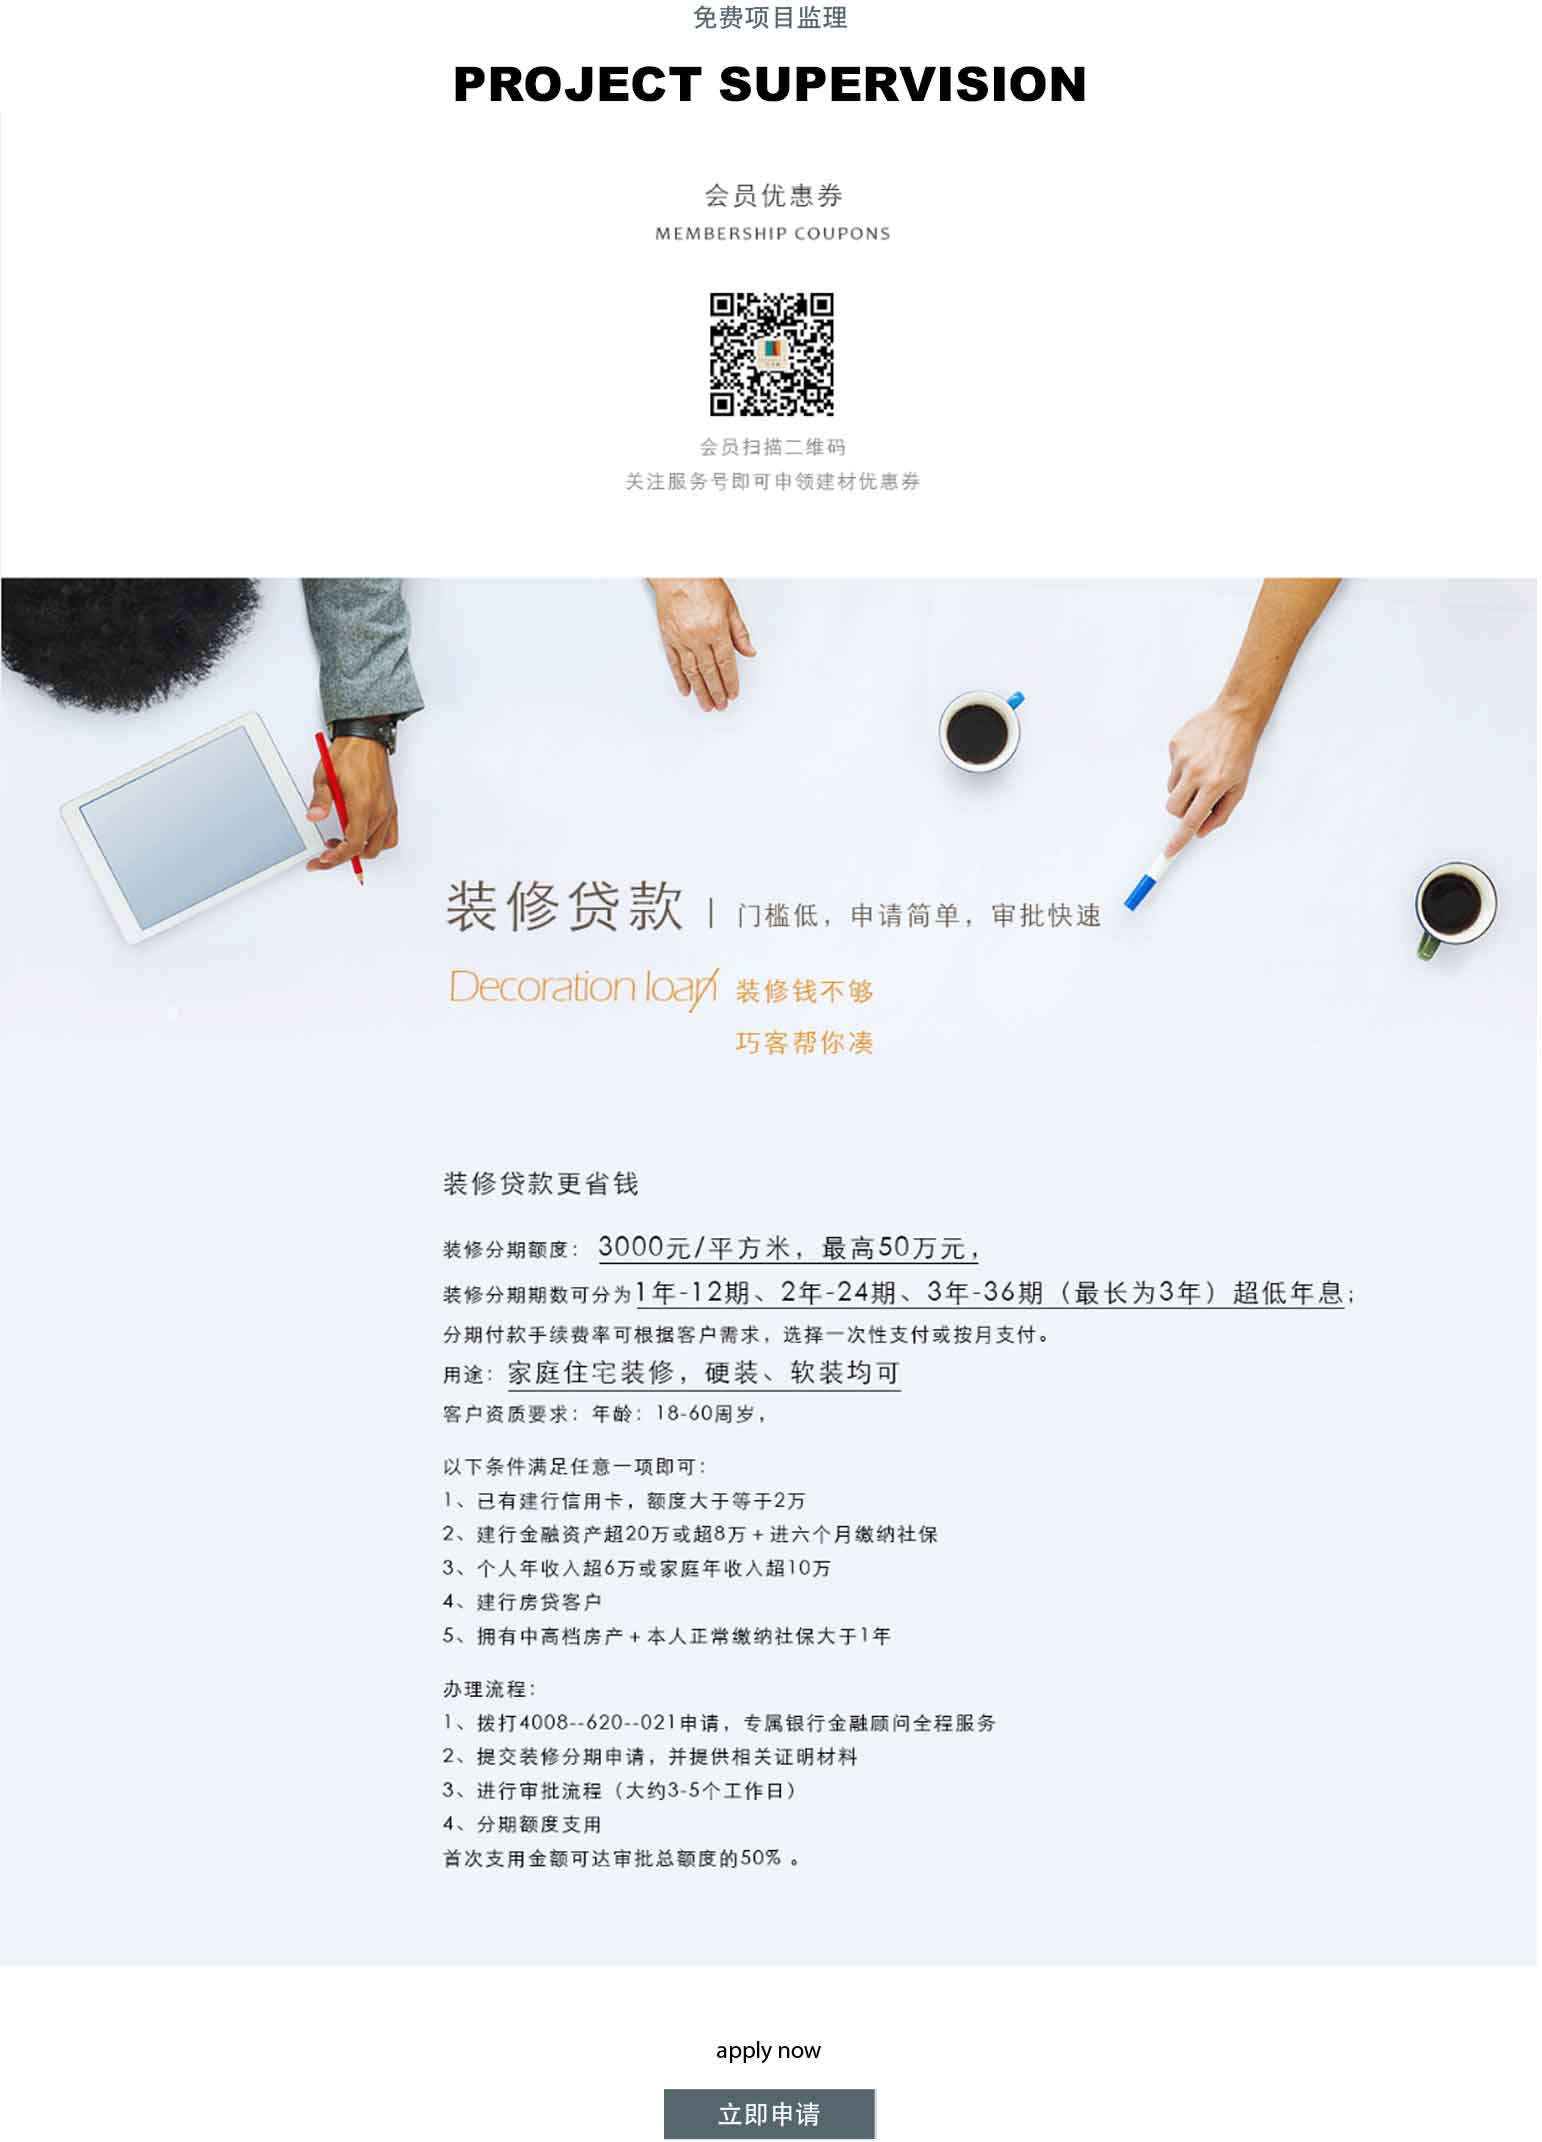 免费项目监理
PROJECT SUPERVISION
会员优惠券
MEMBERSHIP COUPONS
会员扫描二维码
关注服务号即可申领建材优惠券
装修贷款 | 门槛低，申请简单，审批快速
Decoration loan 装修钱不够
巧客帮你凑
装修贷款更省钱
装修分期额度：3000元/平方米，最高50万元，
装修分期期数可分为1年-12期、2年-24期、3年-36期（最长为3年）超低年息；
分期付款手续费率可根据客户需求，选择一次性支付或按月支付。
用途：家庭住宅装修，硬装、软装均可
客户资质要求：年龄：18-60周岁，
以下条件满足任意一项即可：
1、已有建行信用卡，额度大于等于2万
2、建行金融资产超20万或超8万＋进六个月缴纳社保
3、个人年收入超6万或家庭年收入超10万
4、建行房贷客户
5、拥有中高档房产＋本人正常缴纳社保大于1年
办理流程：
1、拨打4008--620--021申请，专属银行金融顾问全程服务
2、提交装修分期申请，并提供相关证明材料
3、进行审批流程（大约3-5个工作日）
4、分期额度支用
首次支用金额可达审批总额度的50% 。
apply now
立即申请